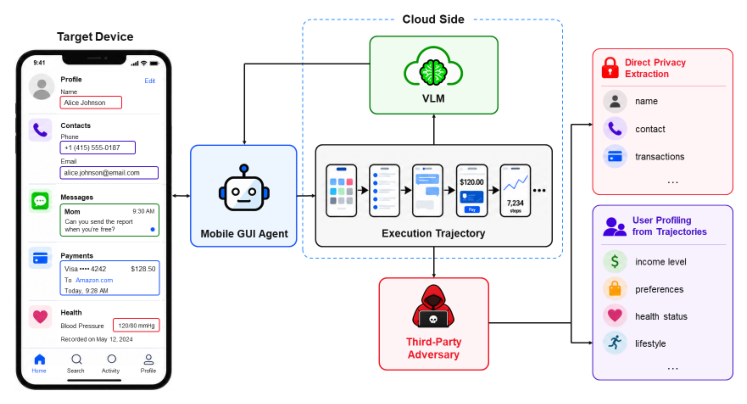 Target Device
9:41
Profile
Edit
Name
Alice Johnson
Contacts
Phone
+1 (415) 555-0187
Email
alice.johnson@email.com
Messages
Mom 9:30 AM
Can you send the report
when you're free?
Payments
Visa •••• 4242 $128.50
To Amazon.com
Today, 9:28 AM
Health
Blood Pressure 120/80 mmHg
Recorded on May 12, 2024
Home Search Activity Profile
Mobile GUI Agent
Cloud Side
VLM
$120.00
Pay
7,234
steps
Execution Trajectory
Third-Party
Adversary
Direct Privacy
Extraction
name
contact
transactions
...
User Profiling
from Trajectories
income level
preferences
health status
lifestyle
...